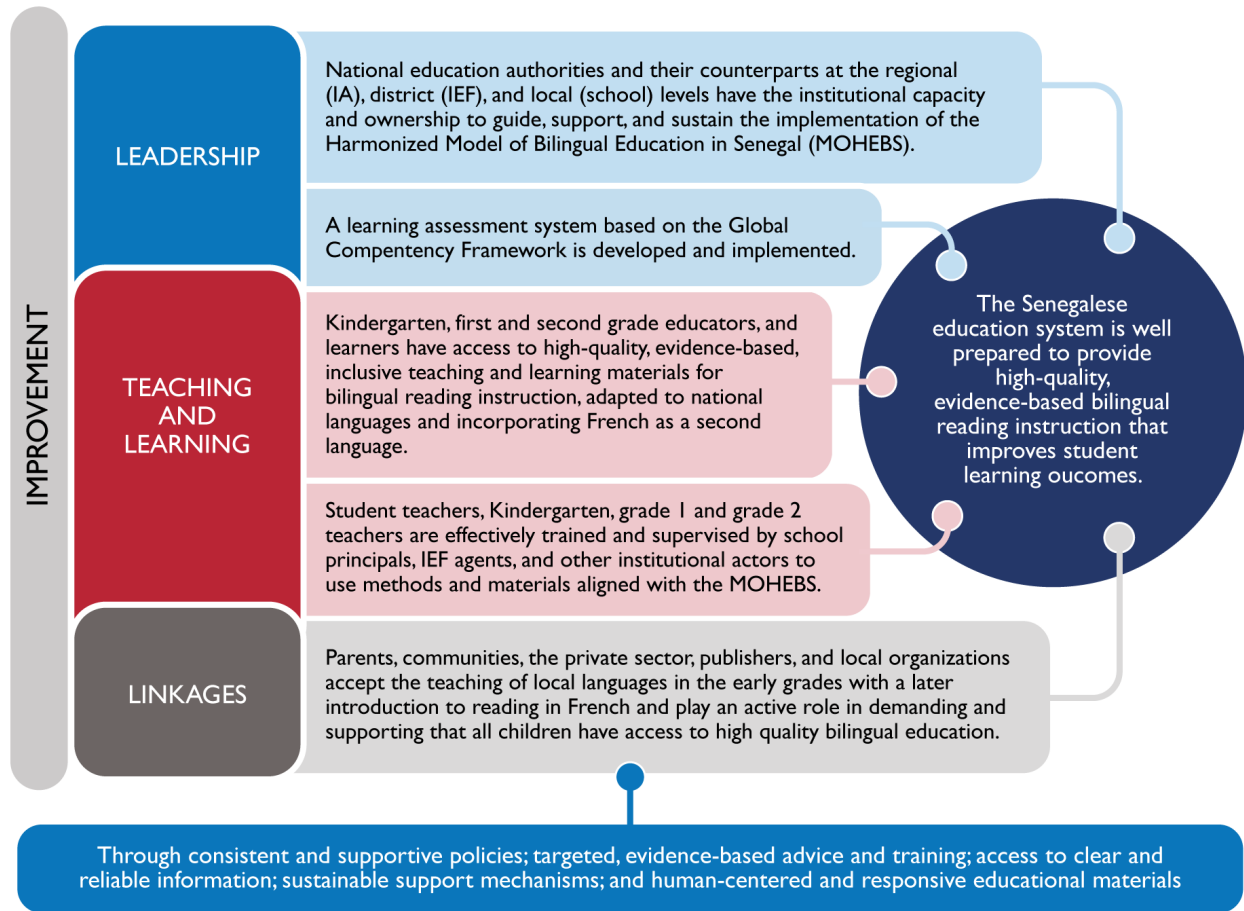 IMPROVEMENT
LEADERSHIP
National education authorities and their counterparts at the regional
(IA), district (IEF), and local (school) levels have the institutional capacity
and ownership to guide, support, and sustain the implementation of the
Harmonized Model of Bilingual Education in Senegal (MOHEBS).
A learning assessment system based on the Global
Compentency Framework is developed and implemented.
TEACHING
AND
LEARNING
Kindergarten, first and second grade educators, and
learners have access to high-quality, evidence-based,
inclusive teaching and learning materials for
bilingual reading instruction, adapted to national
languages and incorporating French as a second
language.
Student teachers, Kindergarten, grade 1 and grade 2
teachers are effectively trained and supervised by school
principals, IEF agents, and other institutional actors to
use methods and materials aligned with the MOHEBS.
LINKAGES
Parents, communities, the private sector, publishers, and local organizations
accept the teaching of local languages in the early grades with a later
introduction to reading in French and play an active role in demanding and
supporting that all children have access to high quality bilingual education.
The Senegalese
education system is well
prepared to provide
high-quality,
evidence-based bilingual
reading instruction that
improves student
learning oucomes.
Through consistent and supportive policies; targeted, evidence-based advice and training; access to clear and
reliable information; sustainable support mechanisms; and human-centered and responsive educational materials